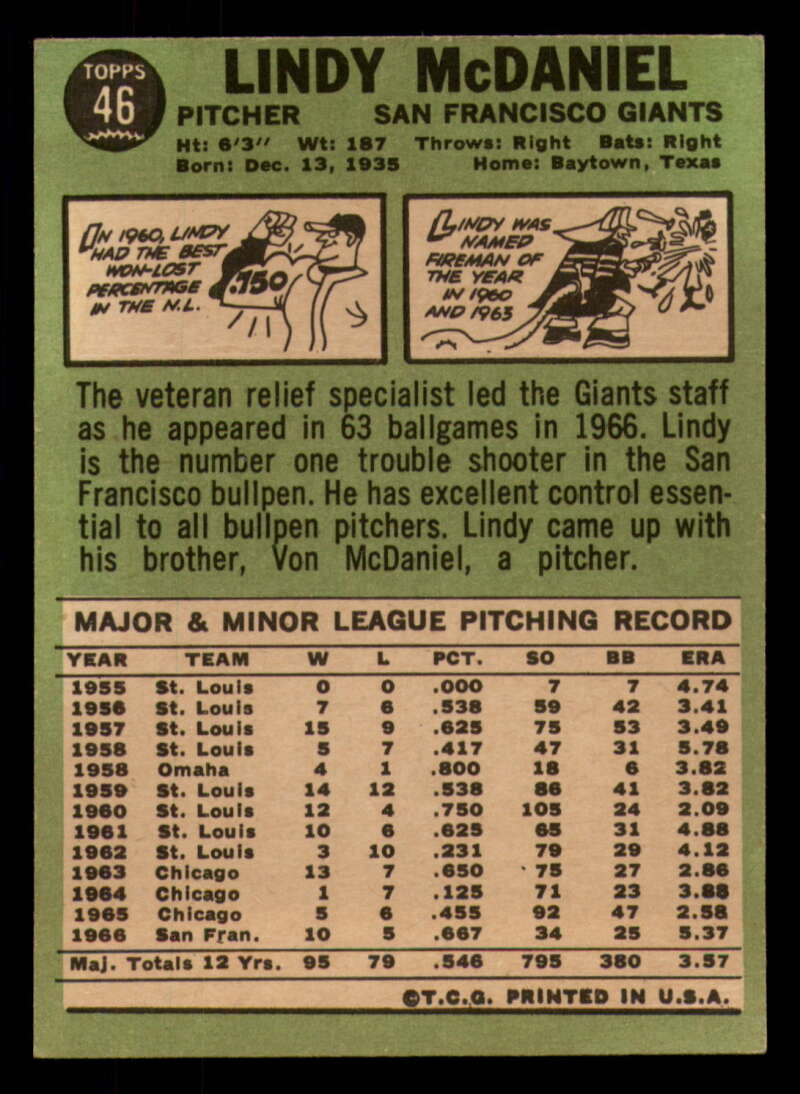 TOPPS
46
LINDY McDANIEL
PITCHER SAN FRANCISCO GIANTS
Ht: 6'3" Wt: 187 Throws: Right Bats: Right
Born: Dec. 13, 1935 Home: Baytown, Texas
IN 1960, LINDY
HAD THE BEST
WON-LOST
PERCENTAGE
IN THE N.L.
.750
LINDY WAS
NAMED
FIREMAN OF
THE YEAR
IN 1960
AND 1963
The veteran relief specialist led the Giants staff
as he appeared in 63 ballgames in 1966. Lindy
is the number one trouble shooter in the San
Francisco bullpen. He has excellent control essen-
tial to all bullpen pitchers. Lindy came up with
his brother, Von McDaniel, a pitcher.
MAJOR & MINOR LEAGUE PITCHING RECORD
YEAR TEAM W L PCT. SO BB ERA
1955 St. Louis 0 0 .000 7 7 4.74
1956 St. Louis 7 6 .538 59 42 3.41
1957 St. Louis 15 9 .625 75 53 3.49
1958 St. Louis 5 7 .417 47 31 5.78
1958 Omaha 4 1 .800 18 6 3.82
1959 St. Louis 14 12 .538 86 41 3.82
1960 St. Louis 12 4 .750 105 24 2.09
1961 St. Louis 10 6 .625 65 31 4.88
1962 St. Louis 3 10 .231 79 29 4.12
1963 Chicago 13 7 .650 75 27 2.86
1964 Chicago 1 7 .125 71 23 3.88
1965 Chicago 5 6 .455 92 47 2.58
1966 San Fran. 10 5 .667 34 25 5.37
Maj. Totals 12 Yrs. 95 79 .546 795 380 3.57
©T.C.G. PRINTED IN U.S.A.